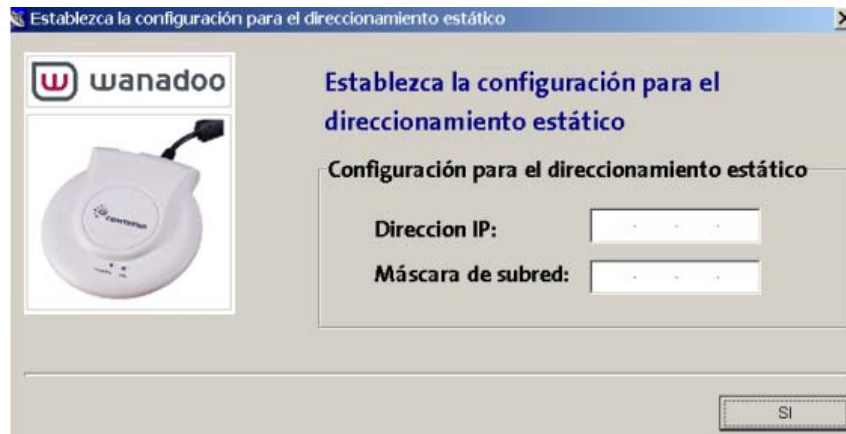 Establezca la configuración para el direccionamiento estático
wanadoo
Establezca la configuración para el
direccionamiento estático
Configuración para el direccionamiento estático
Direccion IP:
Máscara de subred:
SI